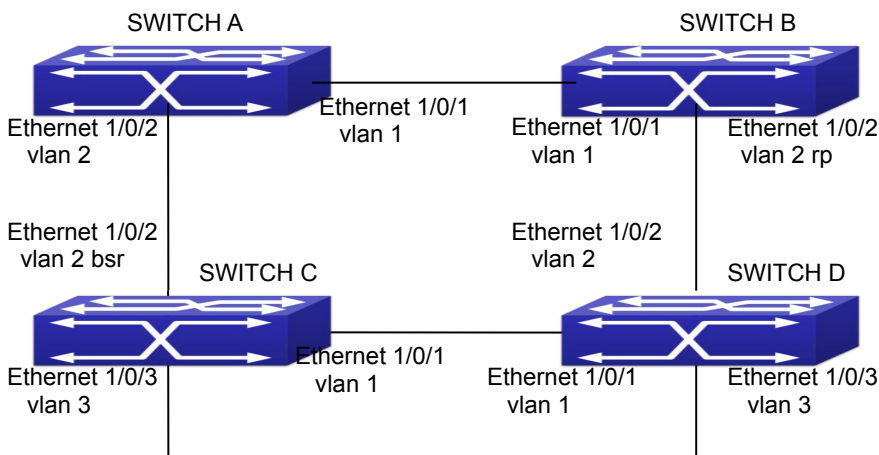 SWITCH A
SWITCH B
Ethernet 1/0/1
vlan 1
Ethernet 1/0/2
vlan 2
Ethernet 1/0/1
vlan 1
Ethernet 1/0/2
vlan 2 rp
Ethernet 1/0/2
vlan 2 bsr
Ethernet 1/0/2
vlan 2
SWITCH C
SWITCH D
Ethernet 1/0/1
vlan 1
Ethernet 1/0/3
vlan 3
Ethernet 1/0/1
vlan 1
Ethernet 1/0/3
vlan 3